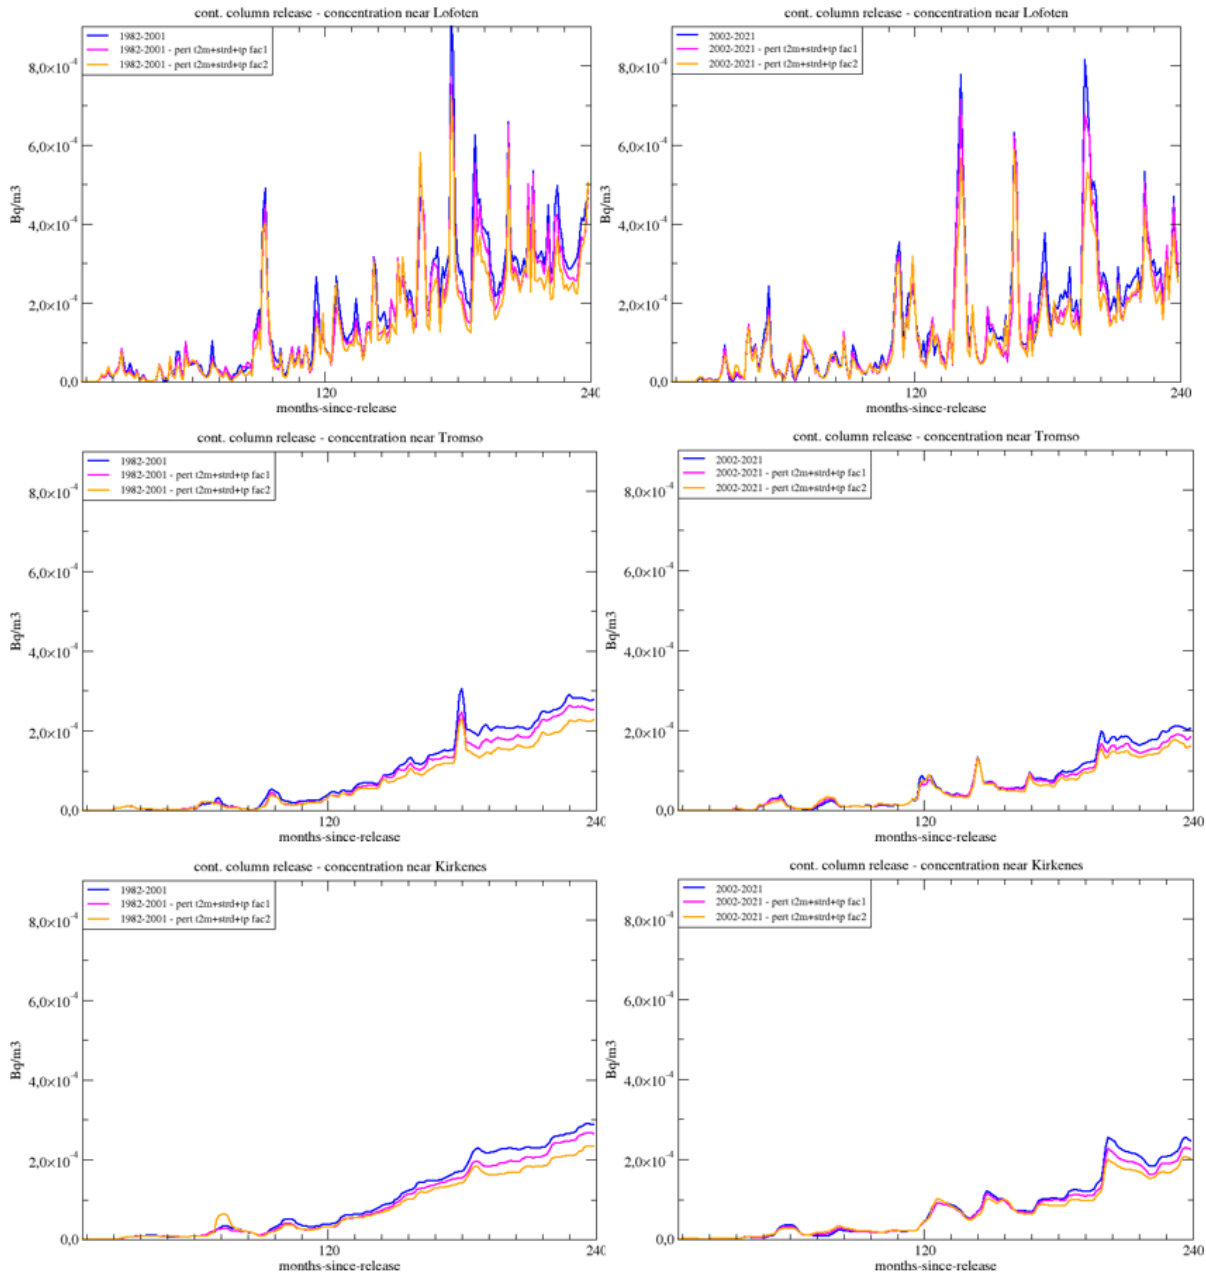 cont. column release - concentration near Lofoten
1982-2001
1982-2001 - pert t2m+strd+tp fac1
1982-2001 - pert t2m+strd+tp fac2
8,0×10⁻⁴
6,0×10⁻⁴
4,0×10⁻⁴
2,0×10⁻⁴
0,0
Bq/m3
120
240
months-since-release
cont. column release - concentration near Lofoten
2002-2021
2002-2021 - pert t2m+strd+tp fac1
2002-2021 - pert t2m+strd+tp fac2
8,0×10⁻⁴
6,0×10⁻⁴
4,0×10⁻⁴
2,0×10⁻⁴
0,0
Bq/m3
120
240
months-since-release
cont. column release - concentration near Tromso
1982-2001
1982-2001 - pert t2m+strd+tp fac1
1982-2001 - pert t2m+strd+tp fac2
8,0×10⁻⁴
6,0×10⁻⁴
4,0×10⁻⁴
2,0×10⁻⁴
0,0
Bq/m3
120
240
months-since-release
cont. column release - concentration near Tromso
2002-2021
2002-2021 - pert t2m+strd+tp fac1
2002-2021 - pert t2m+strd+tp fac2
8,0×10⁻⁴
6,0×10⁻⁴
4,0×10⁻⁴
2,0×10⁻⁴
0,0
Bq/m3
120
240
months-since-release
cont. column release - concentration near Kirkenes
1982-2001
1982-2001 - pert t2m+strd+tp fac1
1982-2001 - pert t2m+strd+tp fac2
8,0×10⁻⁴
6,0×10⁻⁴
4,0×10⁻⁴
2,0×10⁻⁴
0,0
Bq/m3
120
240
months-since-release
cont. column release - concentration near Kirkenes
2002-2021
2002-2021 - pert t2m+strd+tp fac1
2002-2021 - pert t2m+strd+tp fac2
8,0×10⁻⁴
6,0×10⁻⁴
4,0×10⁻⁴
2,0×10⁻⁴
0,0
Bq/m3
120
240
months-since-release